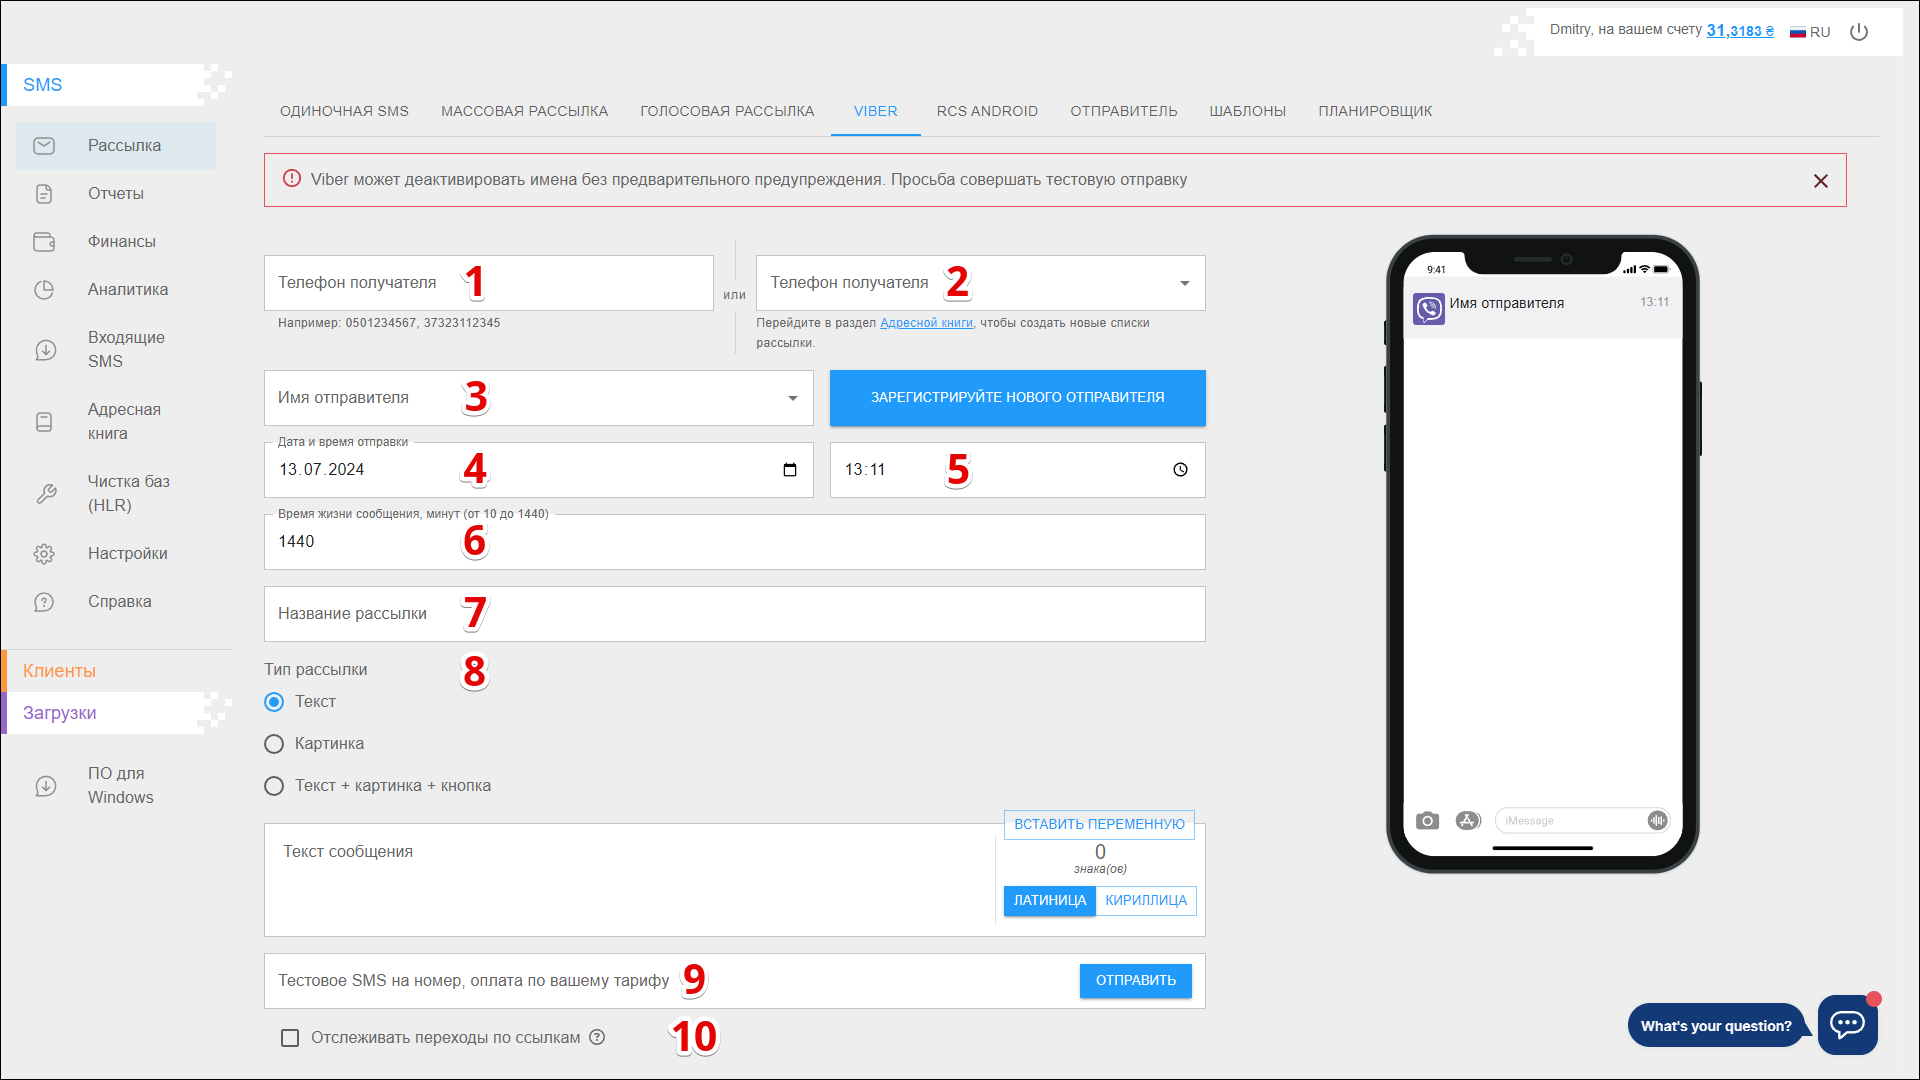 Dmitry, на вашем счету 31,3183 ₴ RU
SMS
Рассылка
Отчеты
Финансы
Аналитика
Входящие
SMS
Адресная
книга
Чистка баз
(HLR)
Настройки
Справка
Клиенты
Загрузки
ПО для
Windows
ОДИНОЧНАЯ SMS МАССОВАЯ РАССЫЛКА ГОЛОСОВАЯ РАССЫЛКА VIBER RCS ANDROID ОТПРАВИТЕЛЬ ШАБЛОНЫ ПЛАНИРОВЩИК
Viber может деактивировать имена без предварительного предупреждения. Просьба совершать тестовую отправку
Телефон получателя 1
Например: 0501234567, 37323112345
или
Телефон получателя 2
Перейдите в раздел Адресной книги, чтобы создать новые списки
рассылки.
Имя отправителя 3
ЗАРЕГИСТРИРУЙТЕ НОВОГО ОТПРАВИТЕЛЯ
Дата и время отправки
13.07.2024 4
13:11 5
Время жизни сообщения, минут (от 10 до 1440)
1440 6
Название рассылки 7
Тип рассылки 8
Текст
Картинка
Текст + картинка + кнопка
ВСТАВИТЬ ПЕРЕМЕННУЮ
Текст сообщения
0
знака(ов)
ЛАТИНИЦА КИРИЛЛИЦА
Тестовое SMS на номер, оплата по вашему тарифу 9
ОТПРАВИТЬ
Отслеживать переходы по ссылкам ? 10
9:41
Имя отправителя 13:11
iMessage
What's your question?